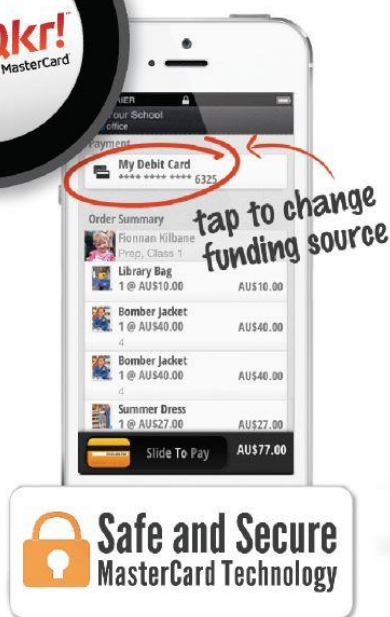 Qkr!
MasterCard
Your School
office
Payment
My Debit Card
**** **** **** 6325
tap to change
funding source
Order Summary
Fionnan Kilbane
Prep, Class 1
Library Bag
1 @ AU$10.00 AU$10.00
Bomber Jacket
1 @ AU$40.00 AU$40.00
4
Bomber Jacket
1 @ AU$40.00 AU$40.00
4
Summer Dress
1 @ AU$27.00 AU$27.00
Slide To Pay AU$77.00
Safe and Secure
MasterCard Technology